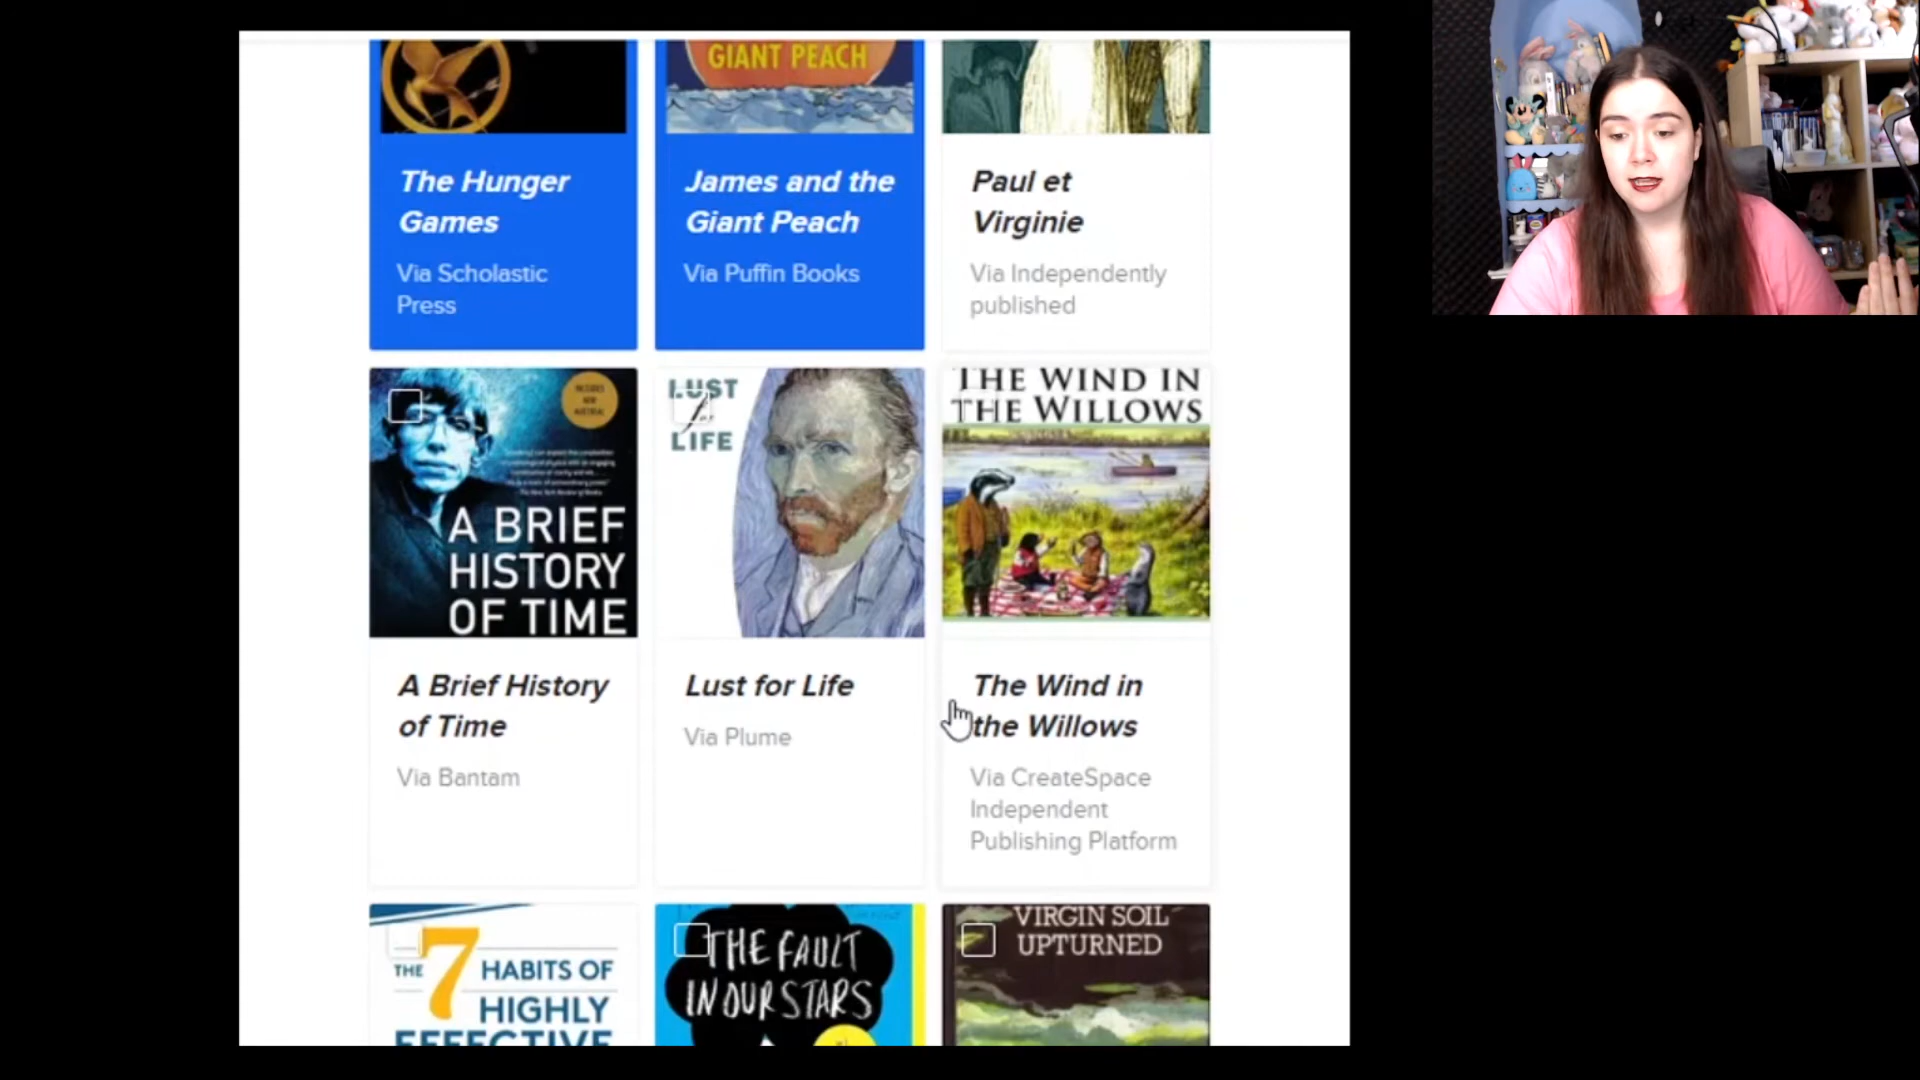 GIANT PEACH
The Hunger
Games
Via Scholastic
Press
James and the
Giant Peach
Via Puffin Books
Paul et
Virginie
Via Independently
published
A BRIEF
HISTORY
OF TIME
LUST
for
LIFE
THE WIND IN
THE WILLOWS
A Brief History
of Time
Via Bantam
Lust for Life
Via Plume
The Wind in
the Willows
Via CreateSpace
Independent
Publishing Platform
THE 7 HABITS OF
HIGHLY
EFFECTIVE
THE FAULT
IN OUR STARS
VIRGIN SOIL
UPTURNED